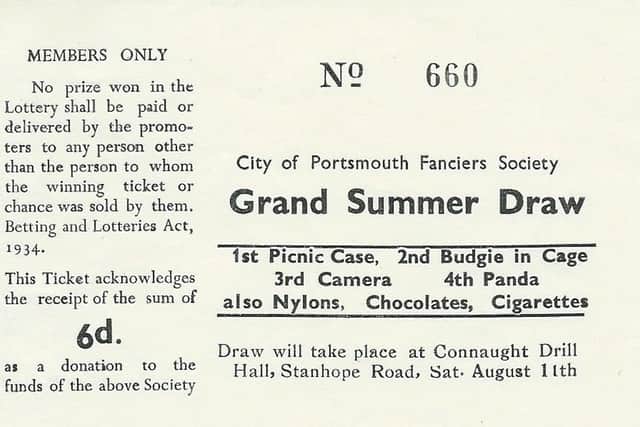 MEMBERS ONLY
No prize won in the
Lottery shall be paid or
delivered by the promo-
ters to any person other
than the person to whom
the winning ticket or
chance was sold by them.
Betting and Lotteries Act,
1934.
This Ticket acknowledges
the receipt of the sum of
6d.
as a donation to the
funds of the above Society
Nº 660
City of Portsmouth Fanciers Society
Grand Summer Draw
1st Picnic Case, 2nd Budgie in Cage
3rd Camera 4th Panda
also Nylons, Chocolates, Cigarettes
Draw will take place at Connaught Drill
Hall, Stanhope Road, Sat. August 11th